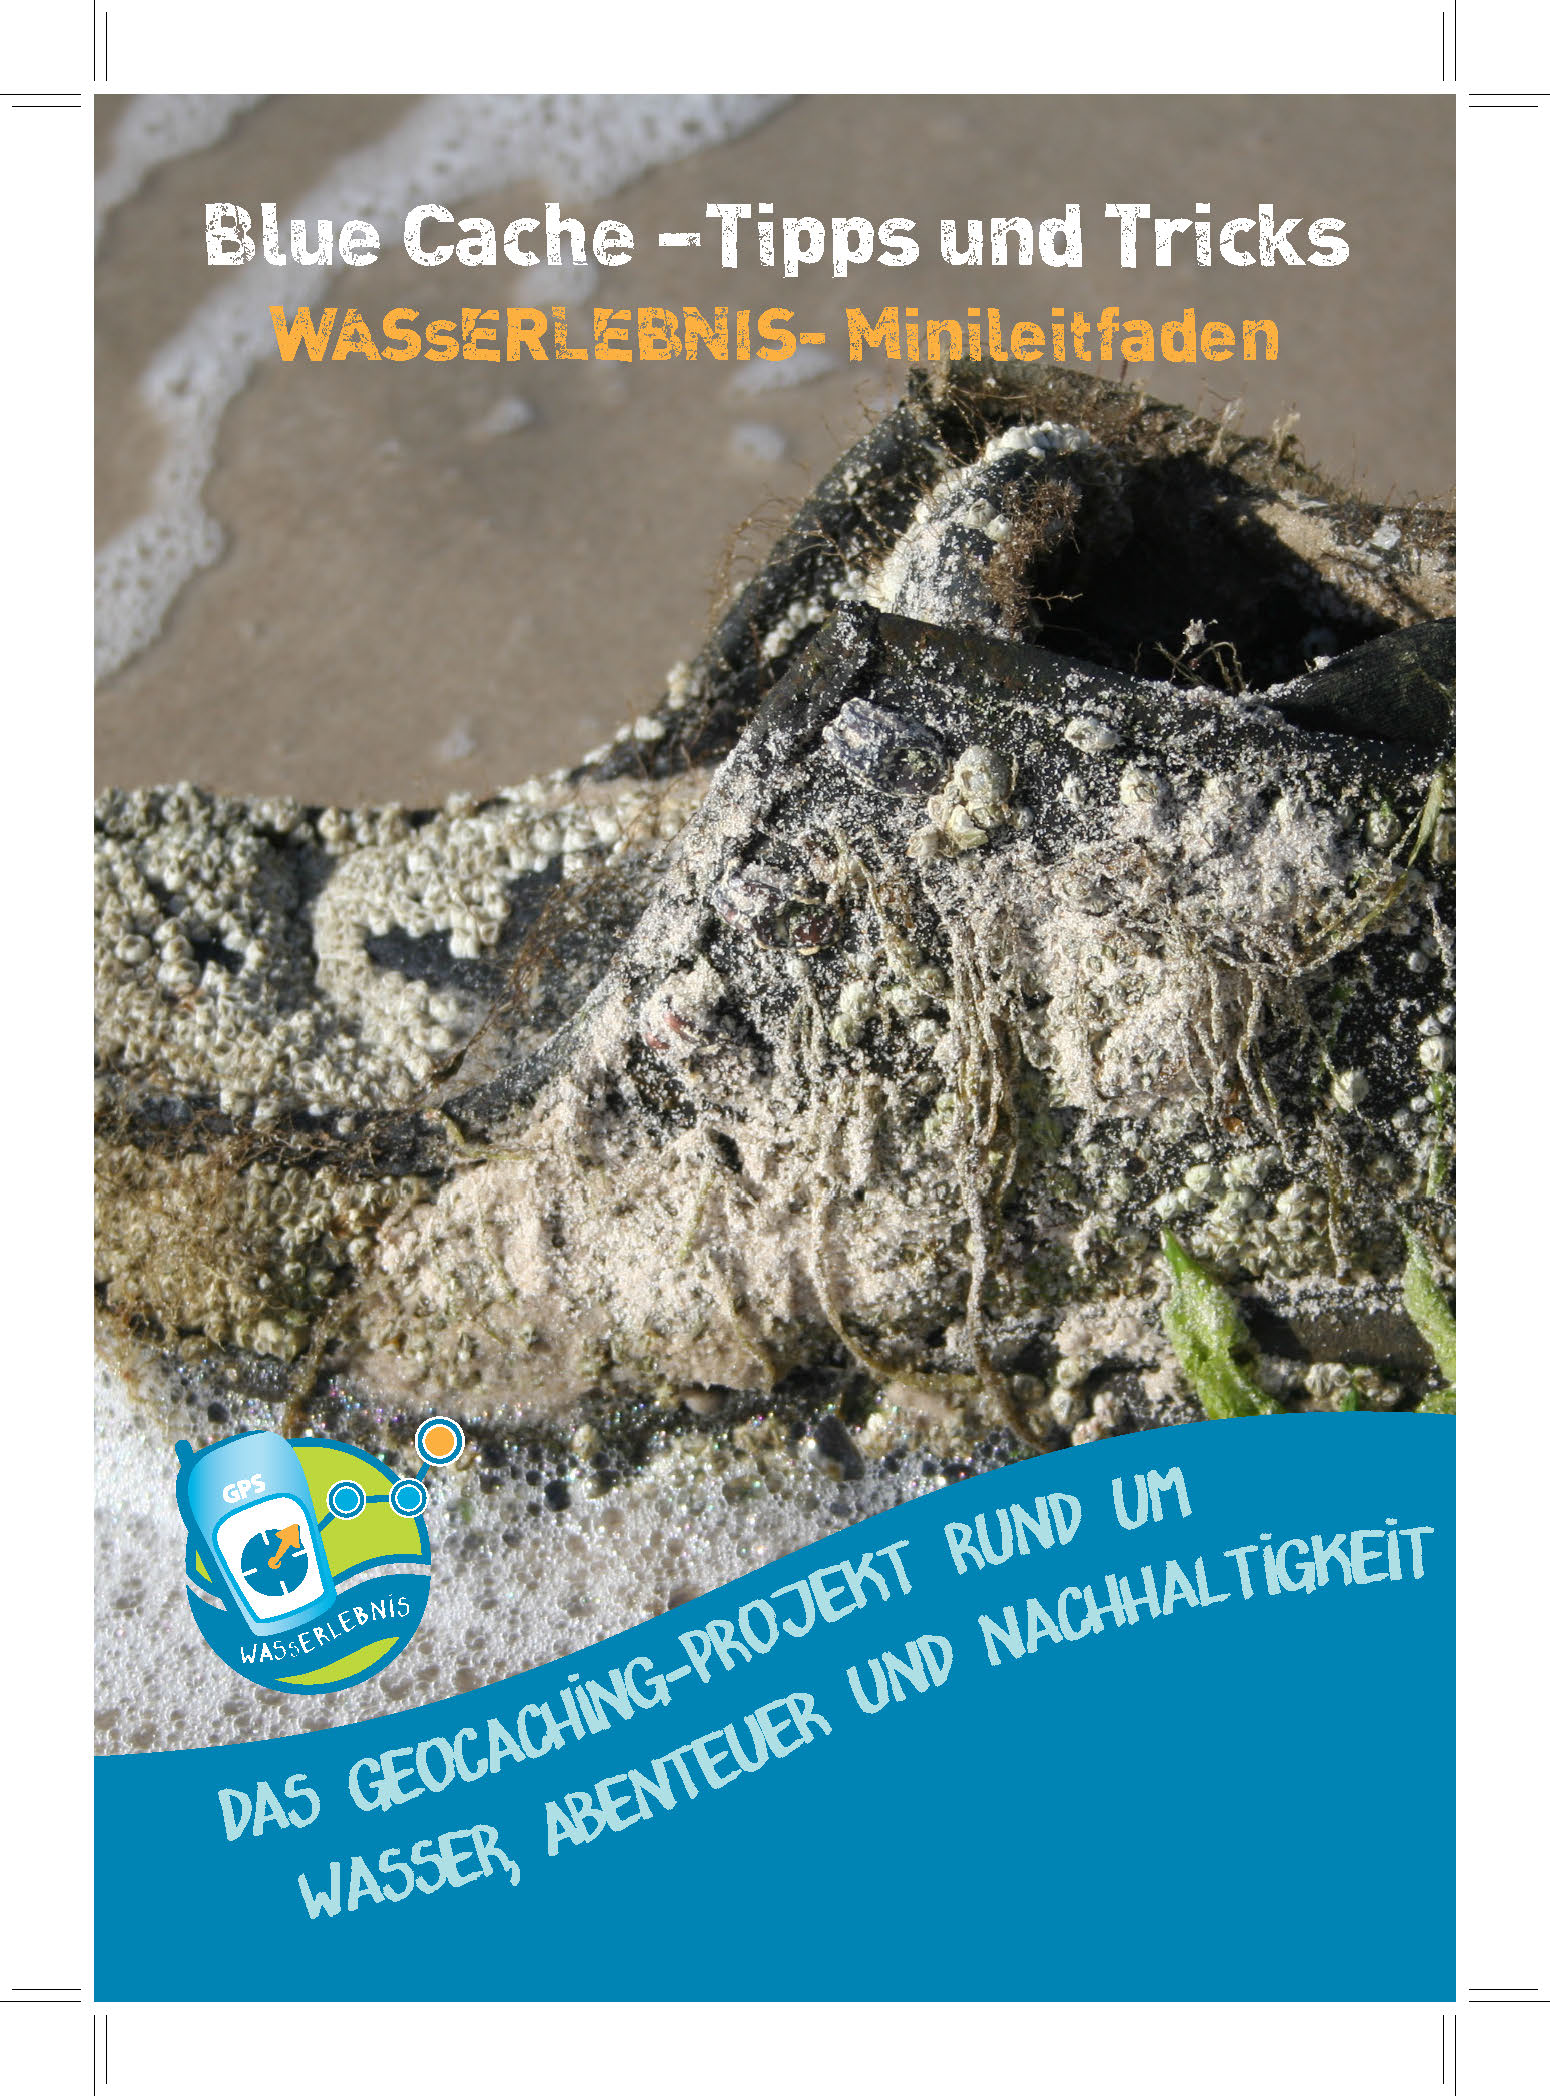 Blue Cache –Tipps und Tricks
WASsERLEBNIS- Minileitfaden
GPS
WASsERLEBNIS
DAS GEOCACHING-PROJEKT RUND UM
WASSER, ABENTEUER UND NACHHALTIGKEIT